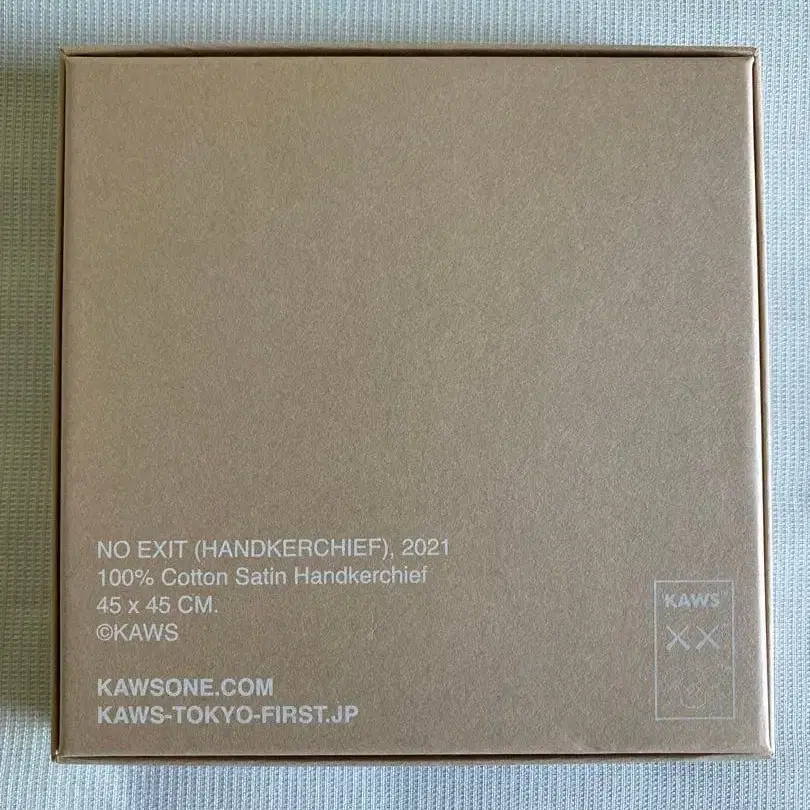 NO EXIT (HANDKERCHIEF), 2021
100% Cotton Satin Handkerchief
45 x 45 CM.
©KAWS
KAWSONE.COM
KAWS-TOKYO-FIRST.JP
KAWS
XX